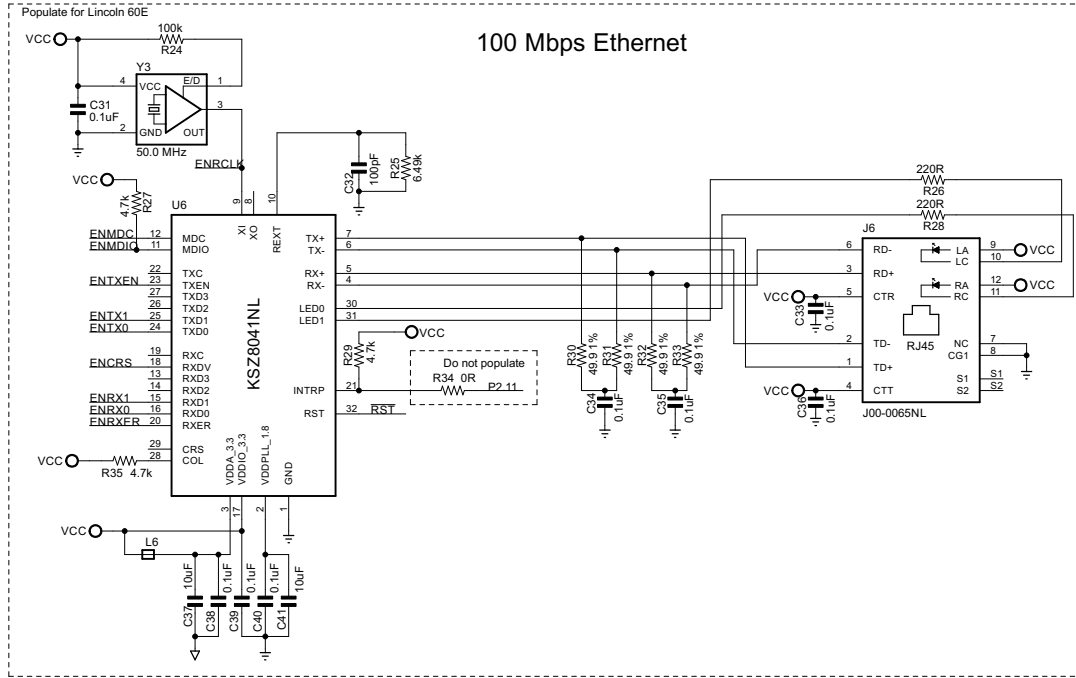 Populate for Lincoln 60E
100 Mbps Ethernet
VCC
100k
R24
Y3
4
VCC
E/D
1
3
C31
0.1uF
2
GND
OUT
50.0 MHz
ENRCLK
VCC
4.7k
R27
C32
100pF
R25
6.49k
U6
9
8
10
XI
XO
REXT
ENMDC
12
MDC
ENMDIO
11
MDIO
22
TXC
ENTXEN
23
TXEN
27
TXD3
26
TXD2
ENTX1
25
TXD1
ENTX0
24
TXD0
19
RXC
ENCRS
18
RXDV
13
RXD3
14
RXD2
ENRX1
15
RXD1
ENRX0
16
RXD0
ENRXER
20
RXER
29
CRS
28
COL
VCC
R35 4.7k
KSZ8041NL
TX+
7
TX-
6
RX+
5
RX-
4
LED0
30
LED1
31
INTRP
21
RST
32
RST
VDDA_3.3
VDDIO_3.3
VDDPLL_1.8
GND
3
17
2
1
R29
4.7k
VCC
Do not populate
R34 0R
P2 11
VCC
L6
C37
10uF
C38
0.1uF
C39
0.1uF
C40
0.1uF
C41
10uF
R30
49.9 1%
R31
49.9 1%
R32
49.9 1%
R33
49.9 1%
C34
0.1uF
C35
0.1uF
220R
R26
220R
R28
J6
6
RD-
3
RD+
VCC
5
CTR
C33
0.1uF
2
TD-
1
TD+
VCC
4
CTT
C36
0.1uF
LA
9
VCC
LC
10
RA
12
VCC
RC
11
RJ45
NC
7
CG1
8
S1
S1
S2
S2
J00-0065NL